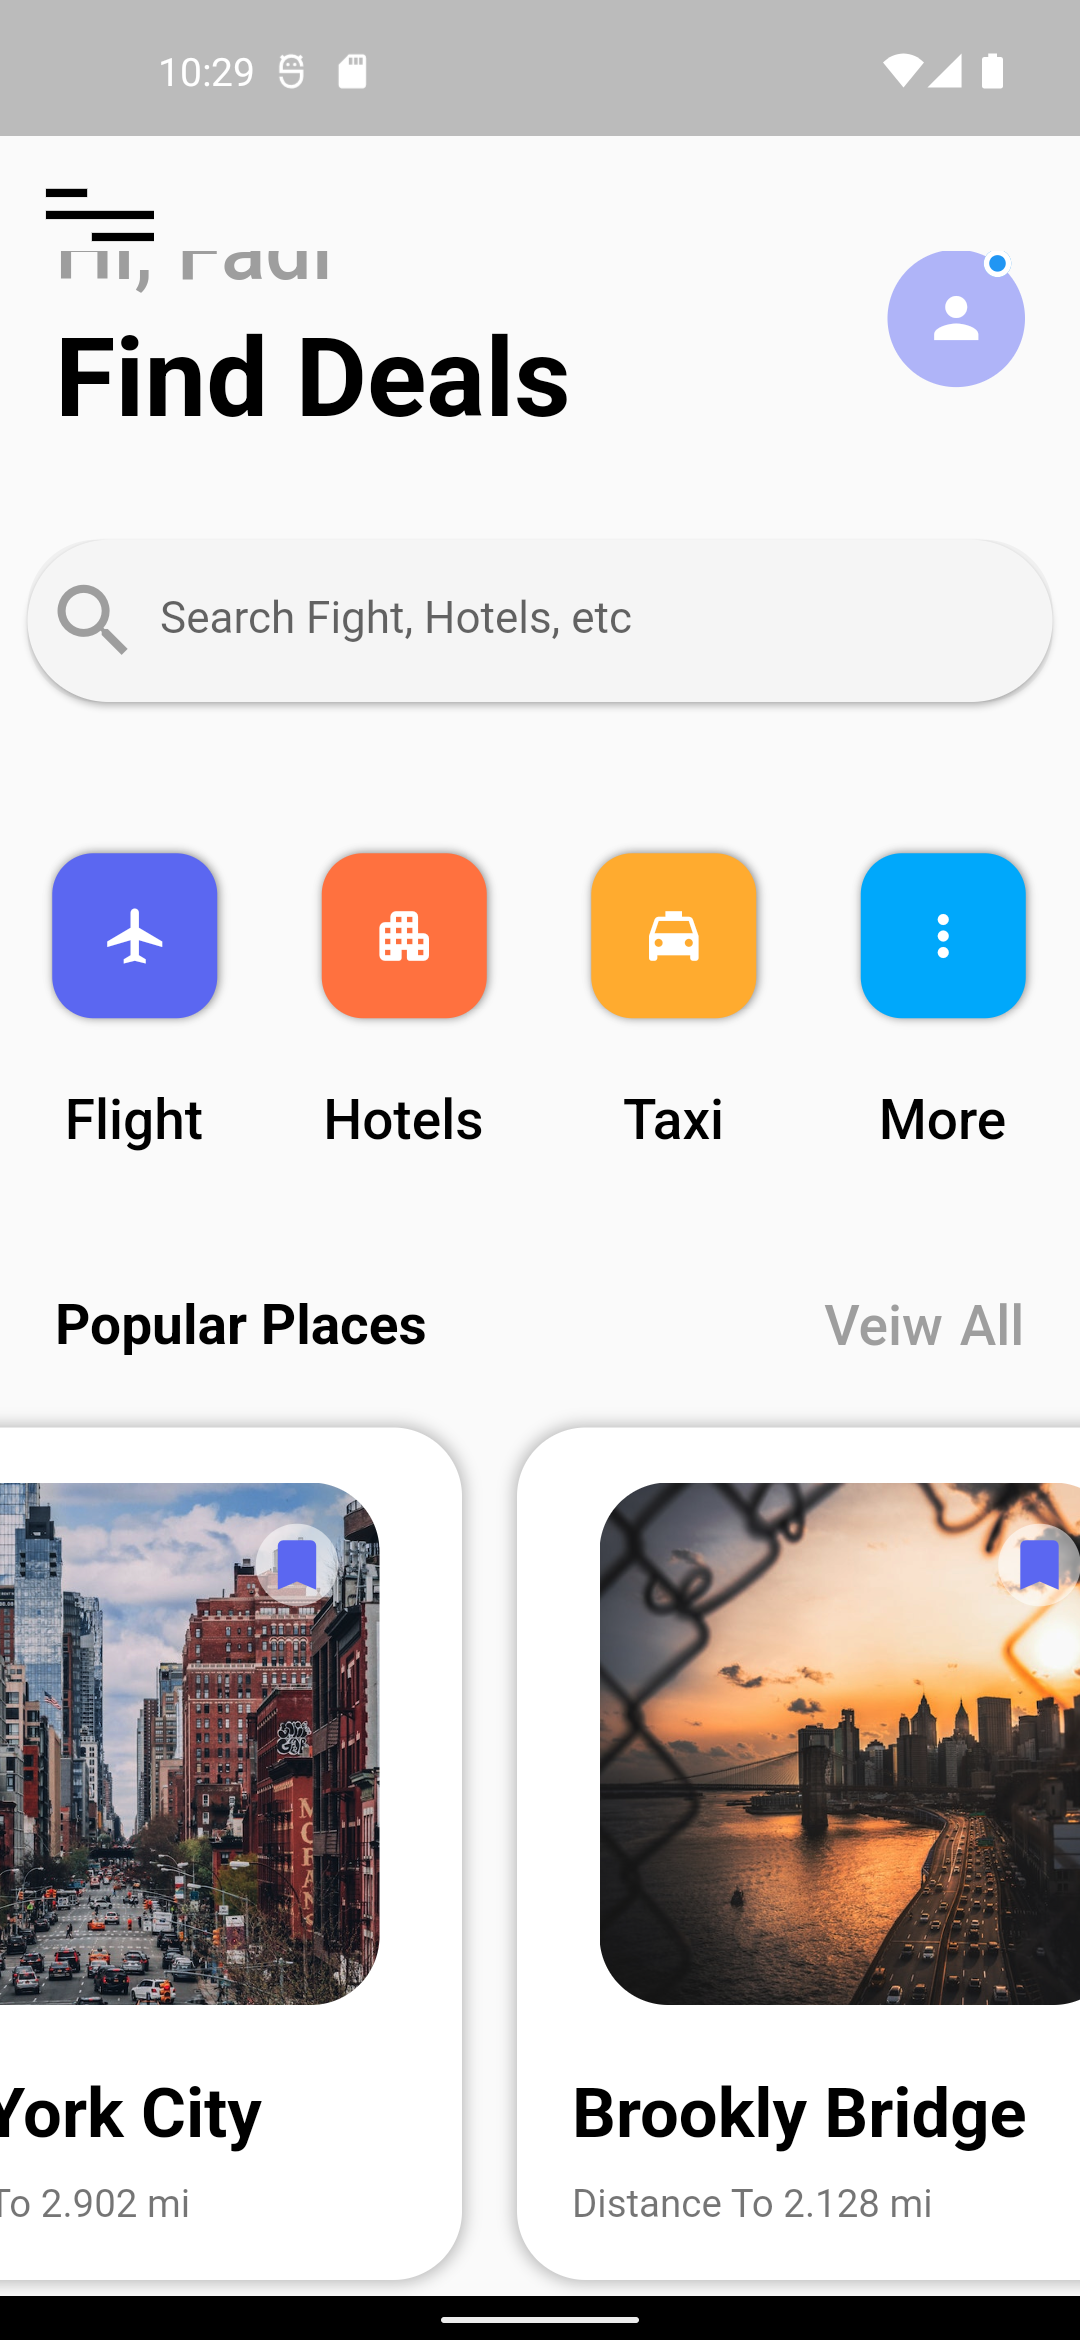 10:29
Hi, Paul
Find Deals
Search Fight, Hotels, etc
Flight
Hotels
Taxi
More
Popular Places
Veiw All
York City
To 2.902 mi
Brookly Bridge
Distance To 2.128 mi